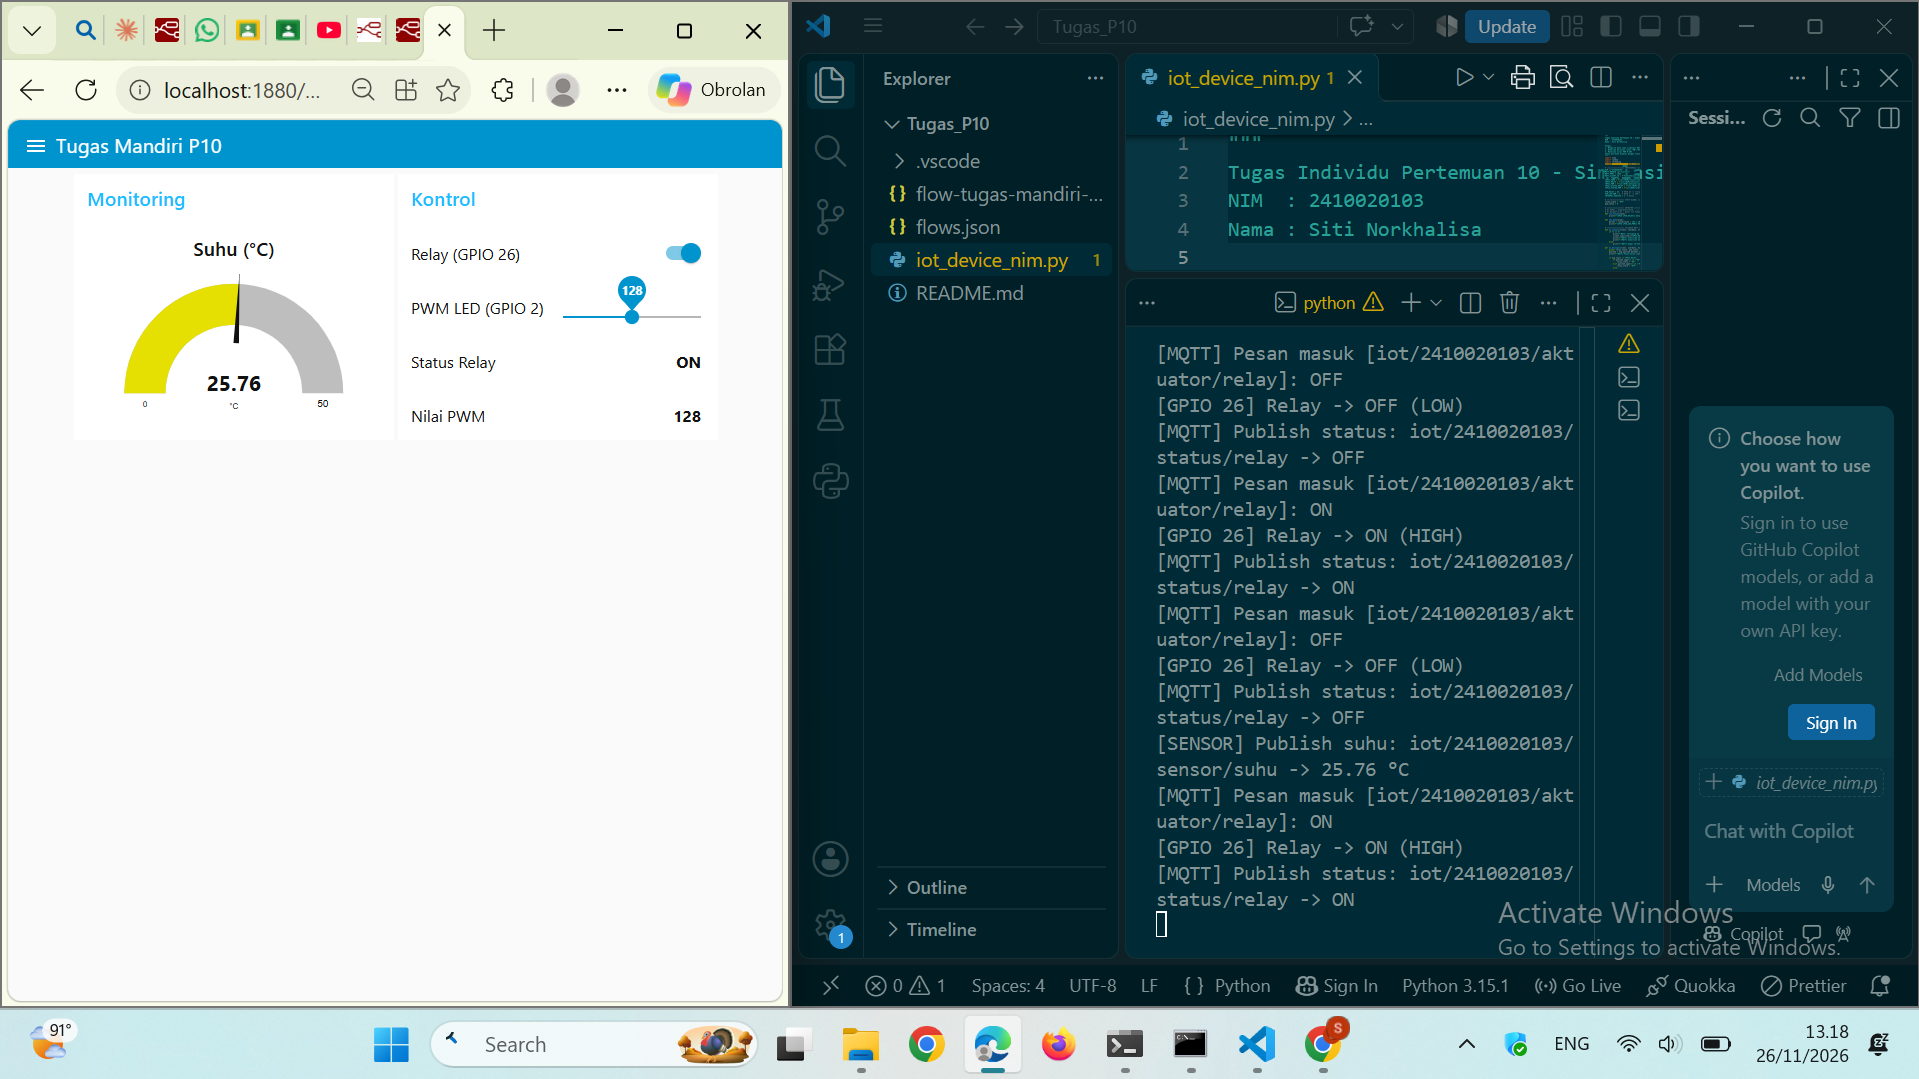 localhost:1880/...
Obrolan
Tugas Mandiri P10
Monitoring
Suhu (°C)
25.76
0
°C
50
Kontrol
Relay (GPIO 26)
PWM LED (GPIO 2)
128
Status Relay
ON
Nilai PWM
128
Tugas_P10
Update
Explorer
Tugas_P10
.vscode
flow-tugas-mandiri-...
flows.json
iot_device_nim.py 1
README.md
Outline
Timeline
1
iot_device_nim.py 1
iot_device_nim.py > ...
1 """
2 Tugas Individu Pertemuan 10 - Simulasi
3 NIM : 2410020103
4 Nama : Siti Norkhalisa
5
python
[MQTT] Pesan masuk [iot/2410020103/akt
uator/relay]: OFF
[GPIO 26] Relay -> OFF (LOW)
[MQTT] Publish status: iot/2410020103/
status/relay -> OFF
[MQTT] Pesan masuk [iot/2410020103/akt
uator/relay]: ON
[GPIO 26] Relay -> ON (HIGH)
[MQTT] Publish status: iot/2410020103/
status/relay -> ON
[MQTT] Pesan masuk [iot/2410020103/akt
uator/relay]: OFF
[GPIO 26] Relay -> OFF (LOW)
[MQTT] Publish status: iot/2410020103/
status/relay -> OFF
[SENSOR] Publish suhu: iot/2410020103/
sensor/suhu -> 25.76 °C
[MQTT] Pesan masuk [iot/2410020103/akt
uator/relay]: ON
[GPIO 26] Relay -> ON (HIGH)
[MQTT] Publish status: iot/2410020103/
status/relay -> ON
Sessi...
Choose how
you want to use
Copilot.
Sign in to use
GitHub Copilot
models, or add a
model with your
own API key.
Add Models
Sign In
iot_device_nim.py
Chat with Copilot
Models
Copilot
Activate Windows
Go to Settings to activate Windows.
0 1
Spaces: 4
UTF-8
LF
{ } Python
Sign In
Python 3.15.1
Go Live
Quokka
Prettier
91°
Search
S
ENG
13.18
26/11/2026